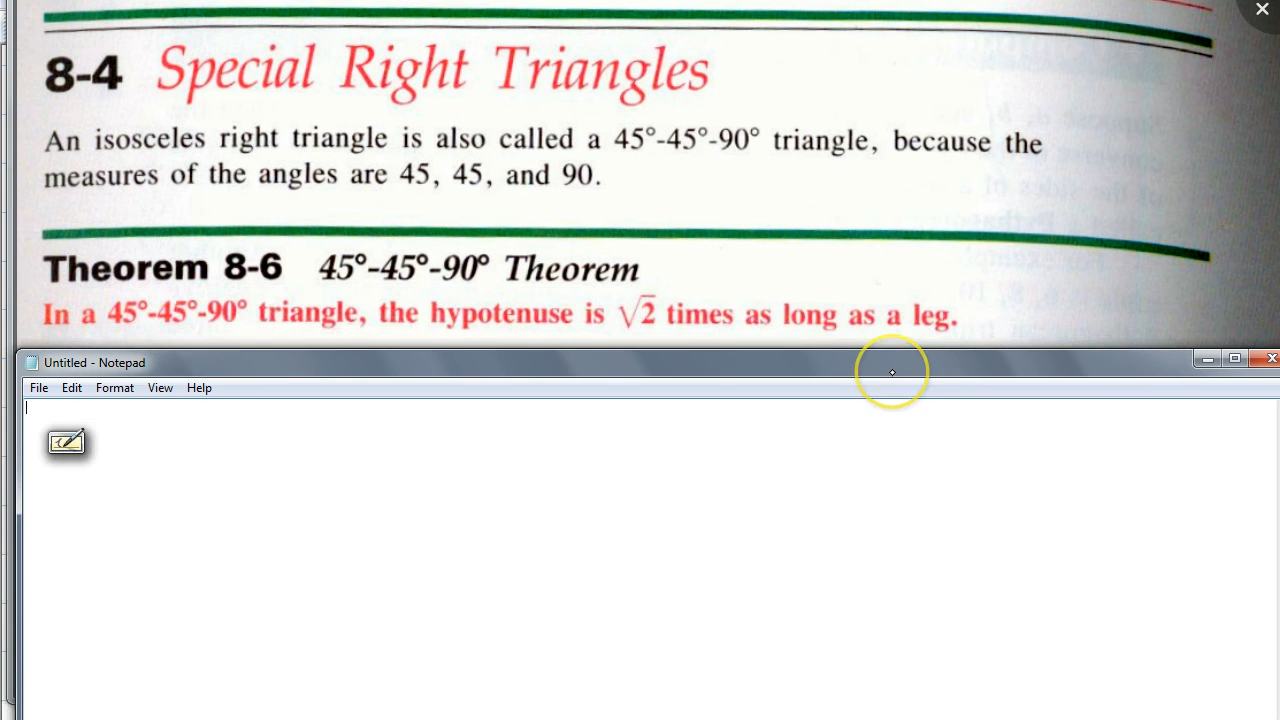 8-4 Special Right Triangles
An isosceles right triangle is also called a 45°-45°-90° triangle, because the
measures of the angles are 45, 45, and 90.
Theorem 8-6 45°-45°-90° Theorem
In a 45°-45°-90° triangle, the hypotenuse is √2 times as long as a leg.
Untitled - Notepad
File Edit Format View Help